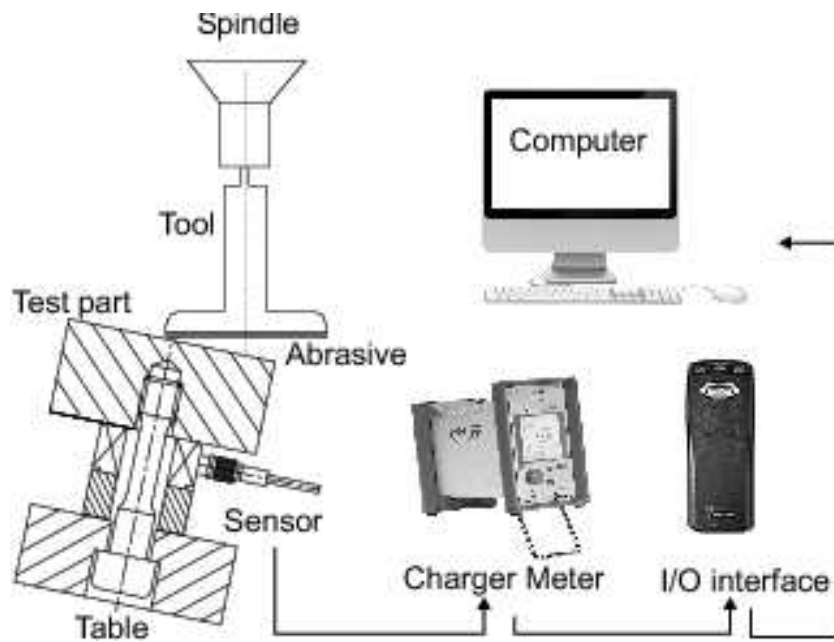 Spindle
Computer
Tool
Test part
Abrasive
Sensor
Charger Meter
I/O interface
Table